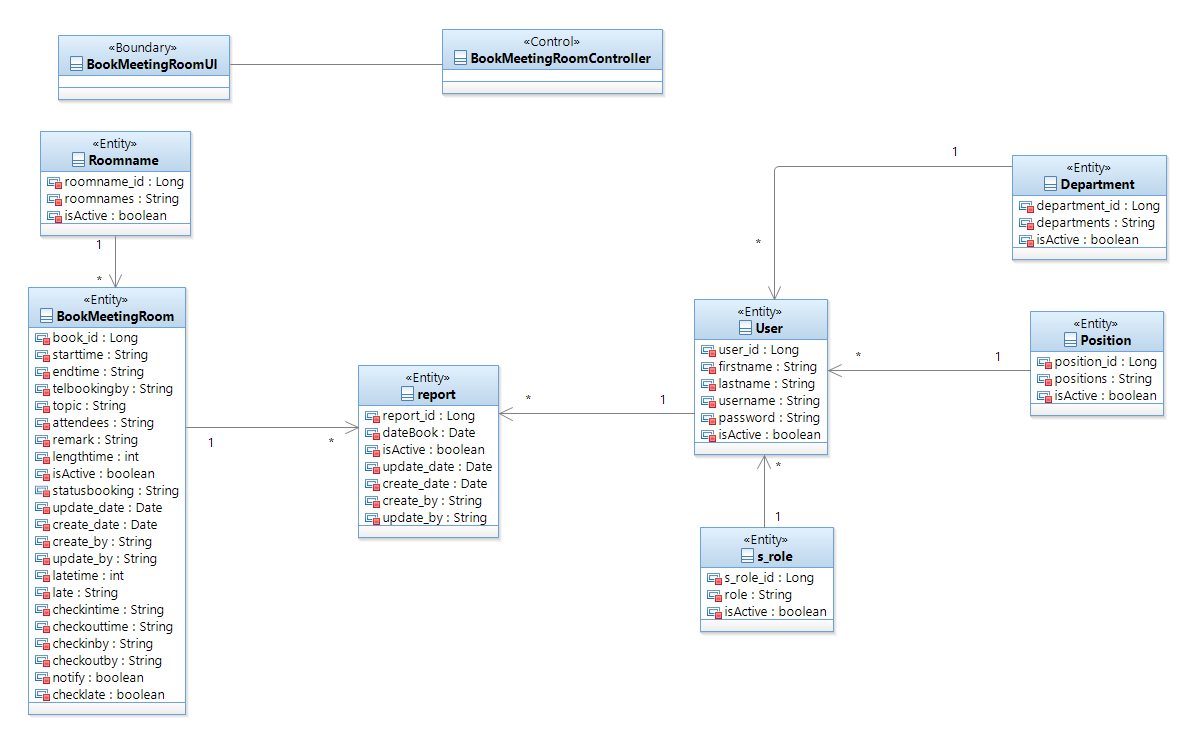 «Boundary»
BookMeetingRoomUI
«Control»
BookMeetingRoomController
«Entity»
Roomname
roomname_id : Long
roomnames : String
isActive : boolean
1
*
«Entity»
BookMeetingRoom
book_id : Long
starttime : String
endtime : String
telbookingby : String
topic : String
attendees : String
remark : String
lengthtime : int
isActive : boolean
statusbooking : String
update_date : Date
create_date : Date
create_by : String
update_by : String
latetime : int
late : String
checkintime : String
checkouttime : String
checkinby : String
checkoutby : String
notify : boolean
checklate : boolean
1
*
«Entity»
report
report_id : Long
dateBook : Date
isActive : boolean
update_date : Date
create_date : Date
create_by : String
update_by : String
*
1
«Entity»
User
user_id : Long
firstname : String
lastname : String
username : String
password : String
isActive : boolean
1
*
«Entity»
Department
department_id : Long
departments : String
isActive : boolean
*
1
«Entity»
Position
position_id : Long
positions : String
isActive : boolean
*
1
«Entity»
s_role
s_role_id : Long
role : String
isActive : boolean